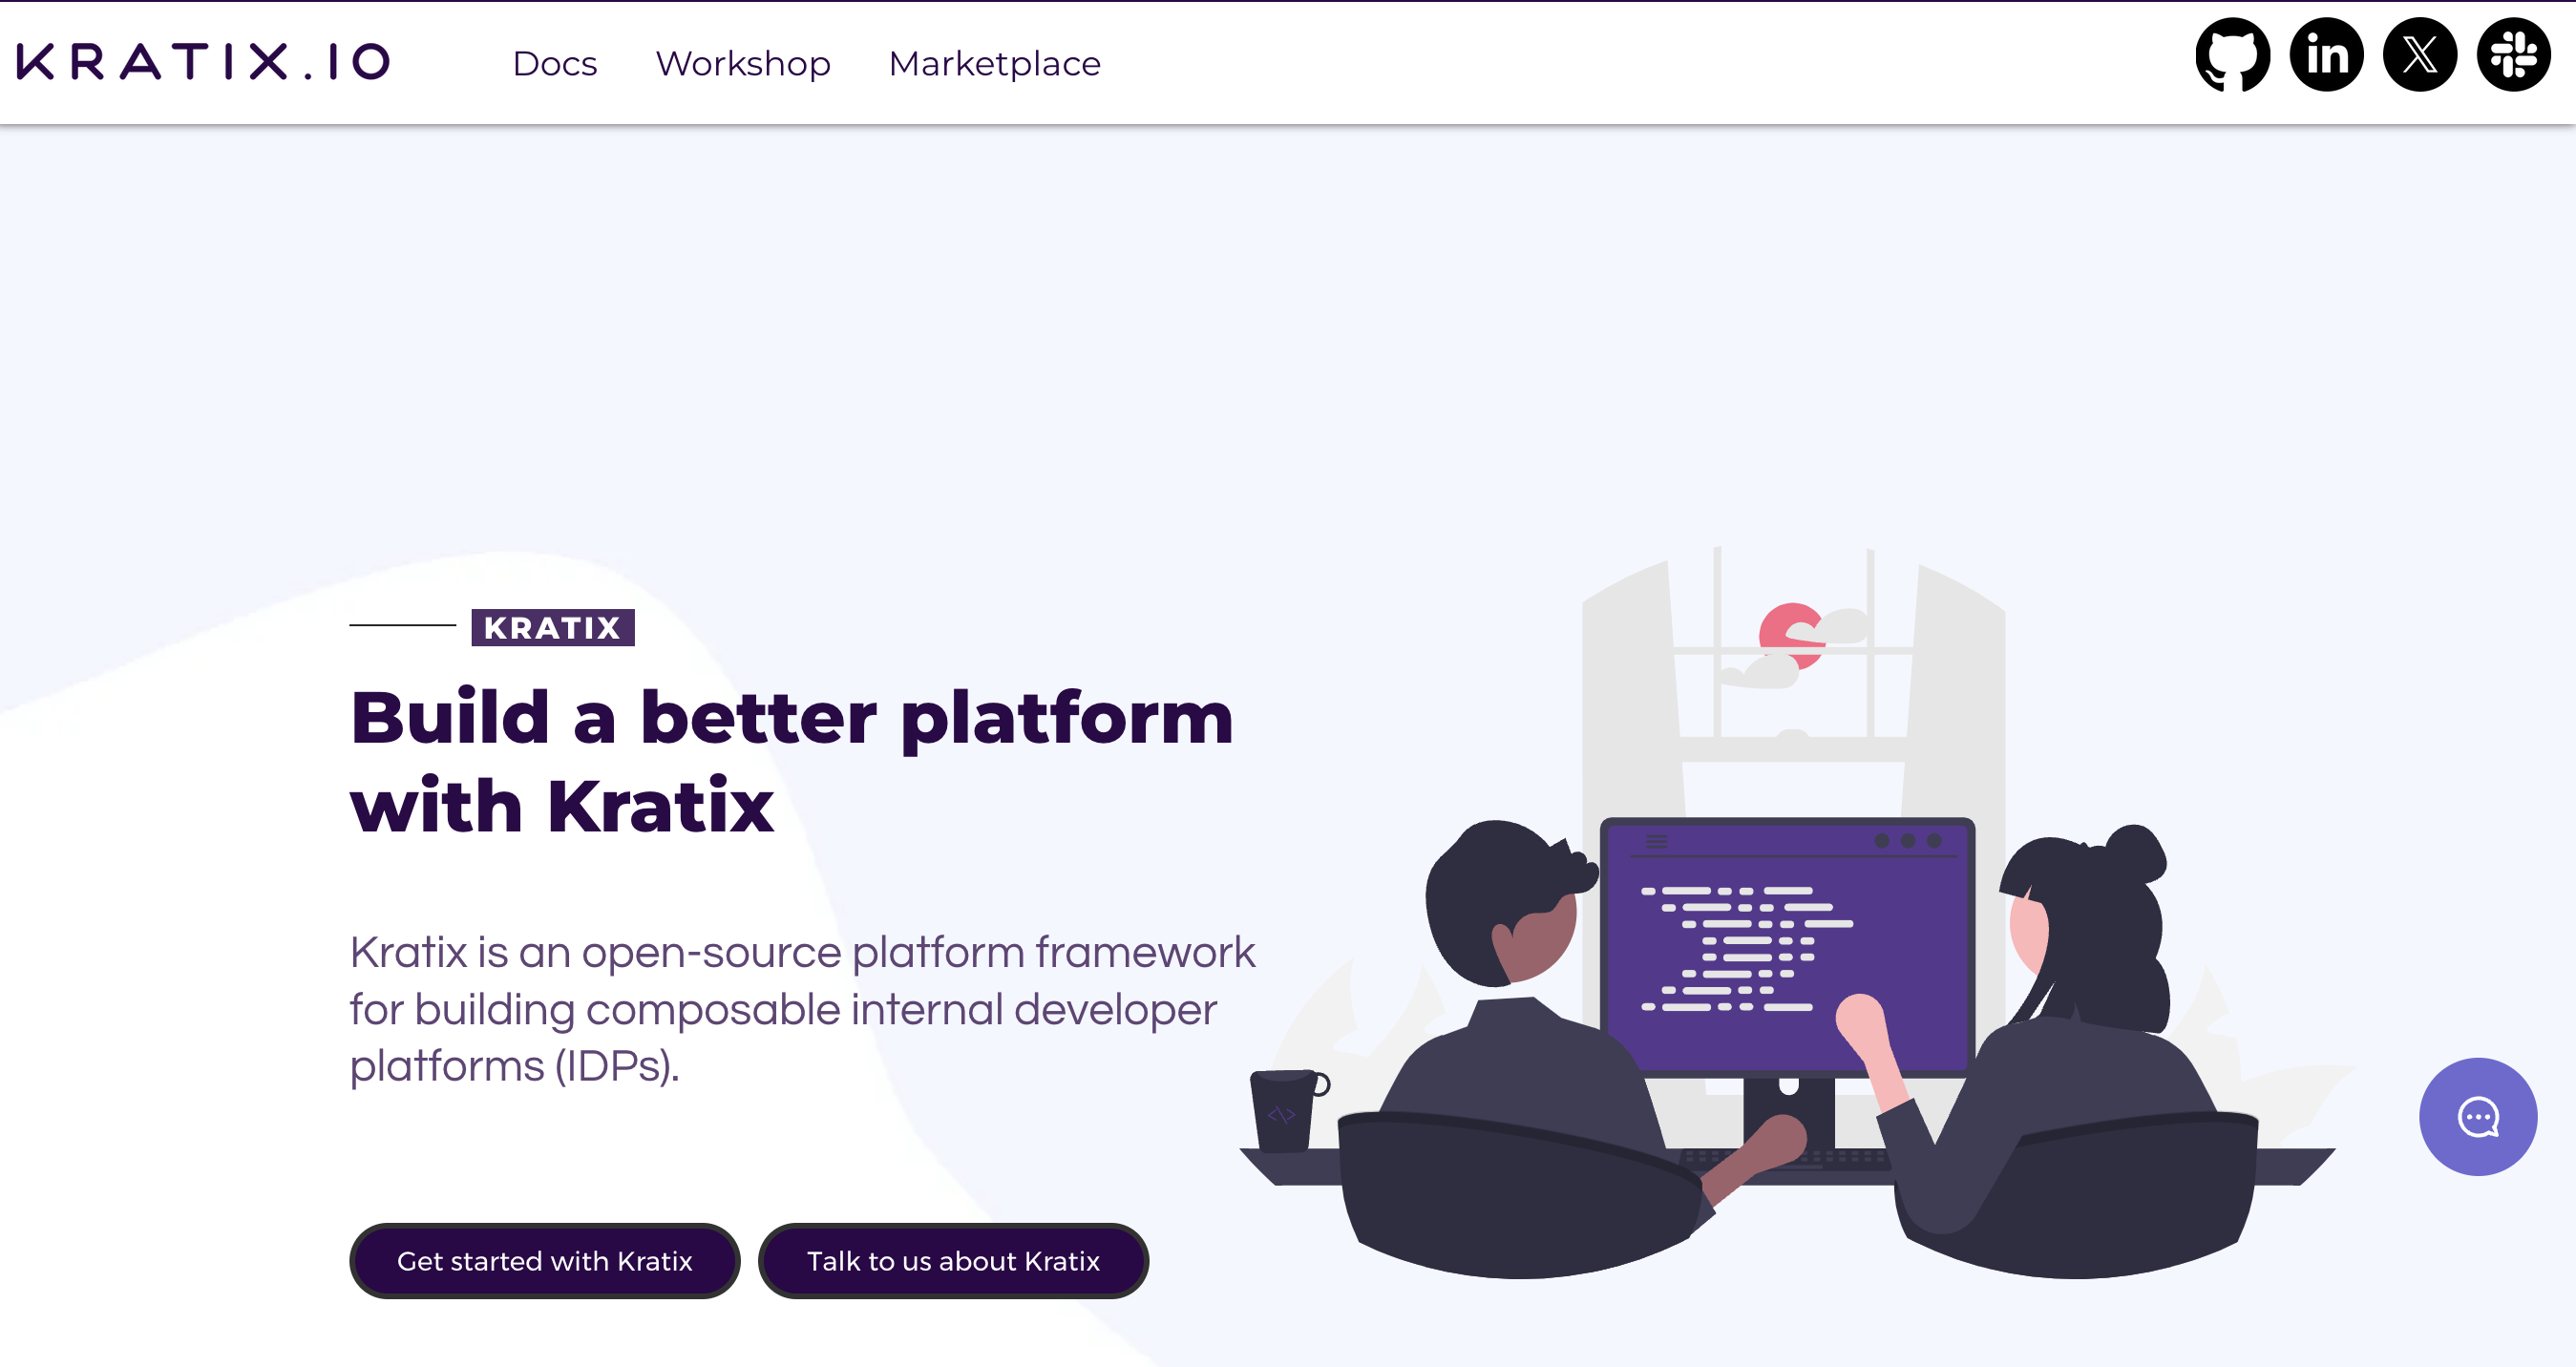 KRATIX.IO
Docs
Workshop
Marketplace
in
X
KRATIX
Build a better platform
with Kratix
Kratix is an open-source platform framework
for building composable internal developer
platforms (IDPs).
</>
Get started with Kratix
Talk to us about Kratix